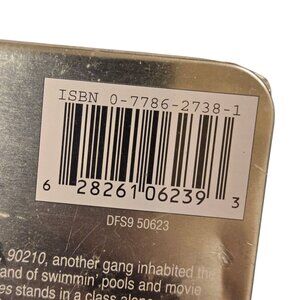 ISBN 0-7786-2738-1
6 28261 06239 3
DFS9 50623
90210, another gang inhabited the
and of swimmin' pools and movie
es stands in a class alone